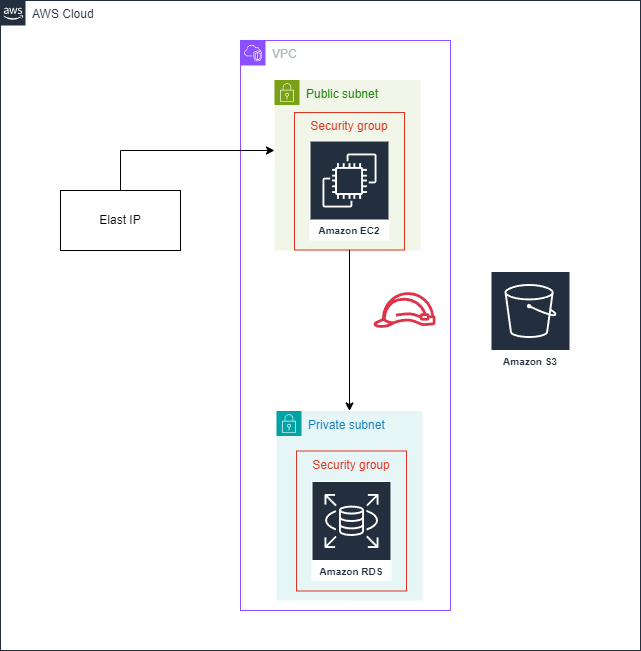 aws
AWS Cloud
VPC
Public subnet
Security group
Amazon EC2
Elast IP
Amazon S3
Private subnet
Security group
Amazon RDS